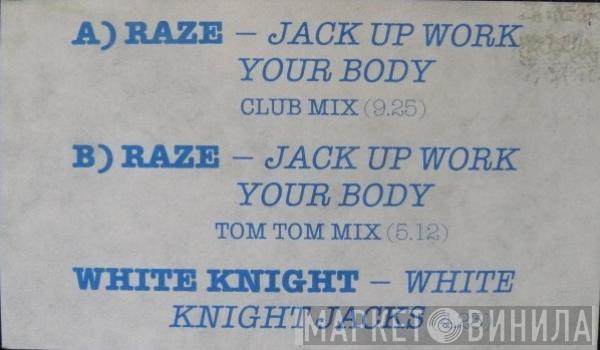 A) RAZE – JACK UP WORK
YOUR BODY
CLUB MIX (9.25)
B) RAZE – JACK UP WORK
YOUR BODY
TOM TOM MIX (5.12)
WHITE KNIGHT – WHITE
KNIGHT JACKS
МАРКЕТ ВИНИЛА